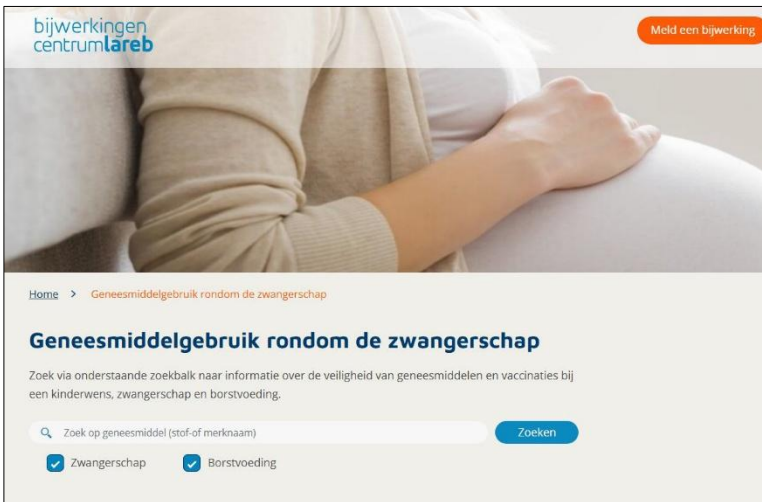 bijwerkingen
centrumlareb
Meld een bijwerking
Home > Geneesmiddelgebruik rondom de zwangerschap
Geneesmiddelgebruik rondom de zwangerschap
Zoek via onderstaande zoekbalk naar informatie over de veiligheid van geneesmiddelen en vaccinaties bij
een kinderwens, zwangerschap en borstvoeding.
Zoek op geneesmiddel (stof-of merknaam)
Zoeken
Zwangerschap
Borstvoeding